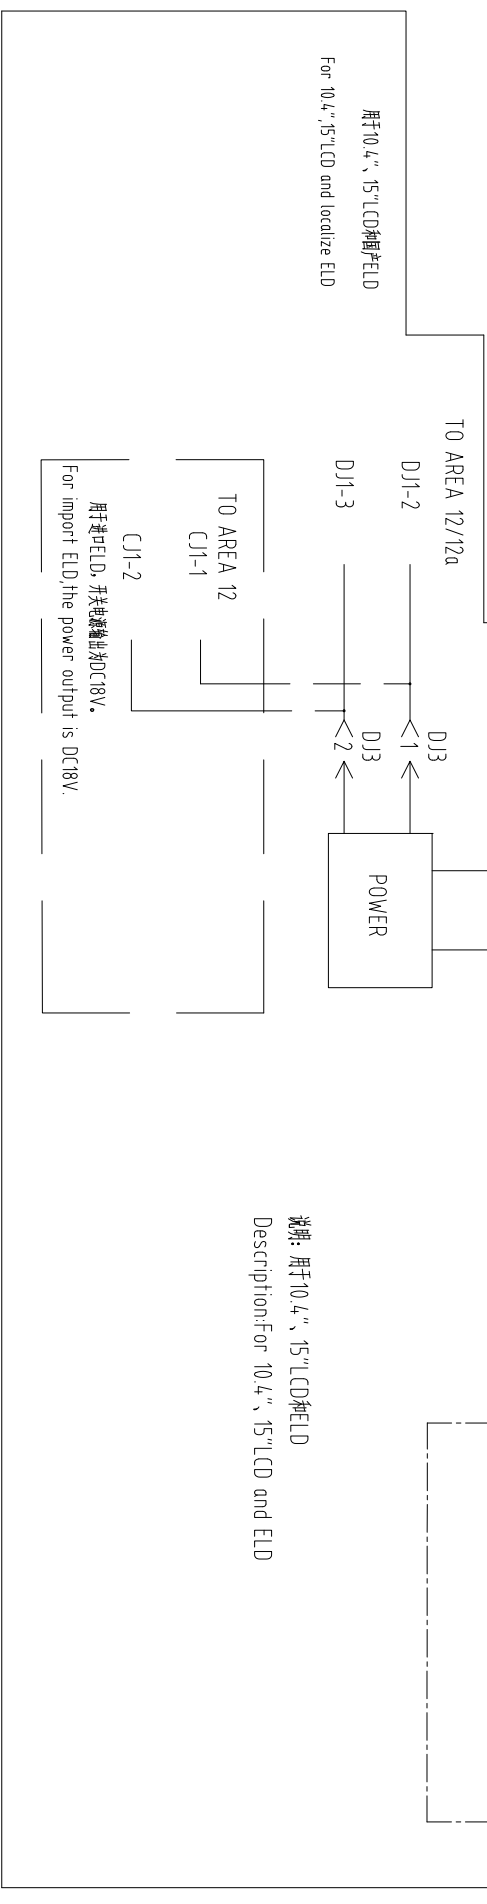 用于10.4"、15"LCD和国产ELD
For 10.4",15"LCD and localize ELD
TO AREA 12/12a
DJ1-2
DJ1-3
DJ3
1
DJ3
2
POWER
TO AREA 12
CJ1-1
CJ1-2
用于进口ELD，开关电源输出为DC18V。
For import ELD,the power output is DC18V.
说明：用于10.4"、15"LCD和ELD
Description:For 10.4"、15"LCD and ELD